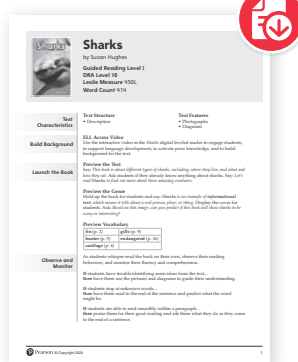 Sharks
Sharks
by Susan Hughes
Guided Reading Level I
DRA Level 16
Lexile Measure 450L
Word Count 474
Text
Characteristics
Text Structure
• Description
Text Features
• Photographs
• Diagrams
Build Background
ELL Access Video
Use the interactive video in the Sharks digital leveled reader to engage students,
to support language development, to activate prior knowledge, and to build
background for the text.
Launch the Book
Preview the Text
Say: This book is about different types of sharks, including where they live, and what and
how they eat. Ask students if they already know anything about sharks. Say: Let's
read Sharks to find out more about these amazing creatures.
Preview the Genre
Hold up the book for students and say: Sharks is an example of informational
text, which means it tells about a real person, place, or thing. Display the cover for
students. Ask: Based on this image, can you predict if this book will show sharks to be
scary or interesting?
Preview Vocabulary
fin (p. 2) gills (p. 9)
hunter (p. 5) endangered (p. 16)
cartilage (p. 6)
Observe and
Monitor
As students whisper-read the book on their own, observe their reading
behaviors, and monitor their fluency and comprehension.
If students have trouble identifying main ideas from the text...
then have them use the pictures and diagrams to guide their understanding.
If students stop at unknown words...
then have them read to the end of the sentence and predict what the word
might be.
If students are able to read smoothly within a paragraph...
then praise them for their good reading and ask them what they do as they come
to the end of a sentence.
Pearson © Copyright 2020
1